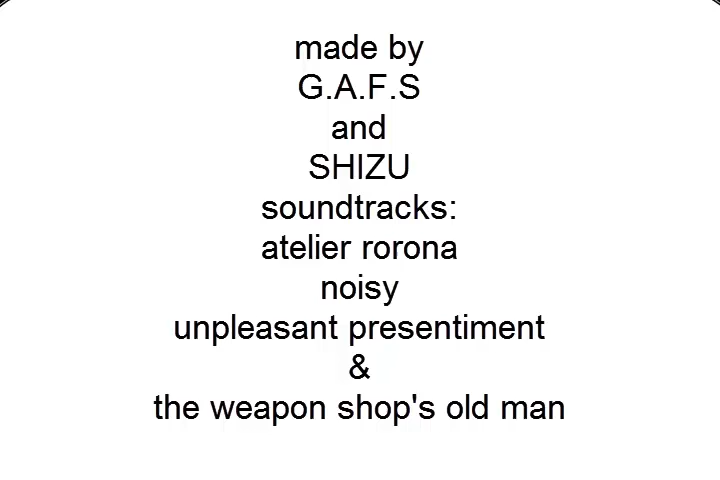 made by
G.A.F.S
and
SHIZU
soundtracks:
atelier rorona
noisy
unpleasant presentiment
&
the weapon shop's old man